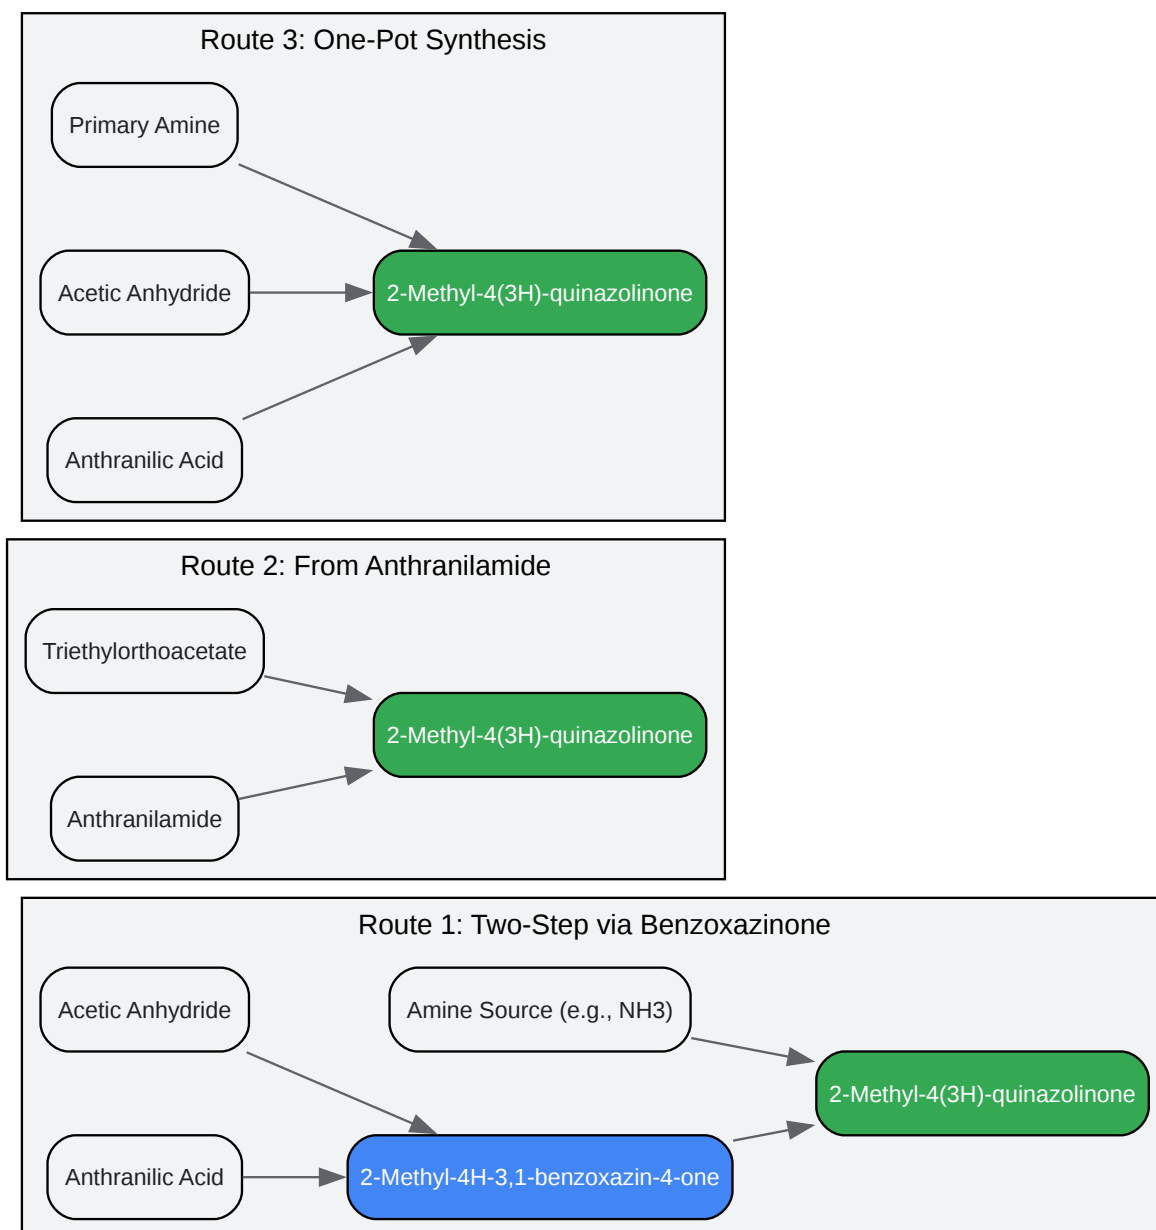 Route 3: One-Pot Synthesis
Primary Amine
Acetic Anhydride
2-Methyl-4(3H)-quinazolinone
Anthranilic Acid
Route 2: From Anthranilamide
Triethylorthoacetate
2-Methyl-4(3H)-quinazolinone
Anthranilamide
Route 1: Two-Step via Benzoxazinone
Acetic Anhydride
Amine Source (e.g., NH3)
2-Methyl-4(3H)-quinazolinone
Anthranilic Acid
2-Methyl-4H-3,1-benzoxazin-4-one